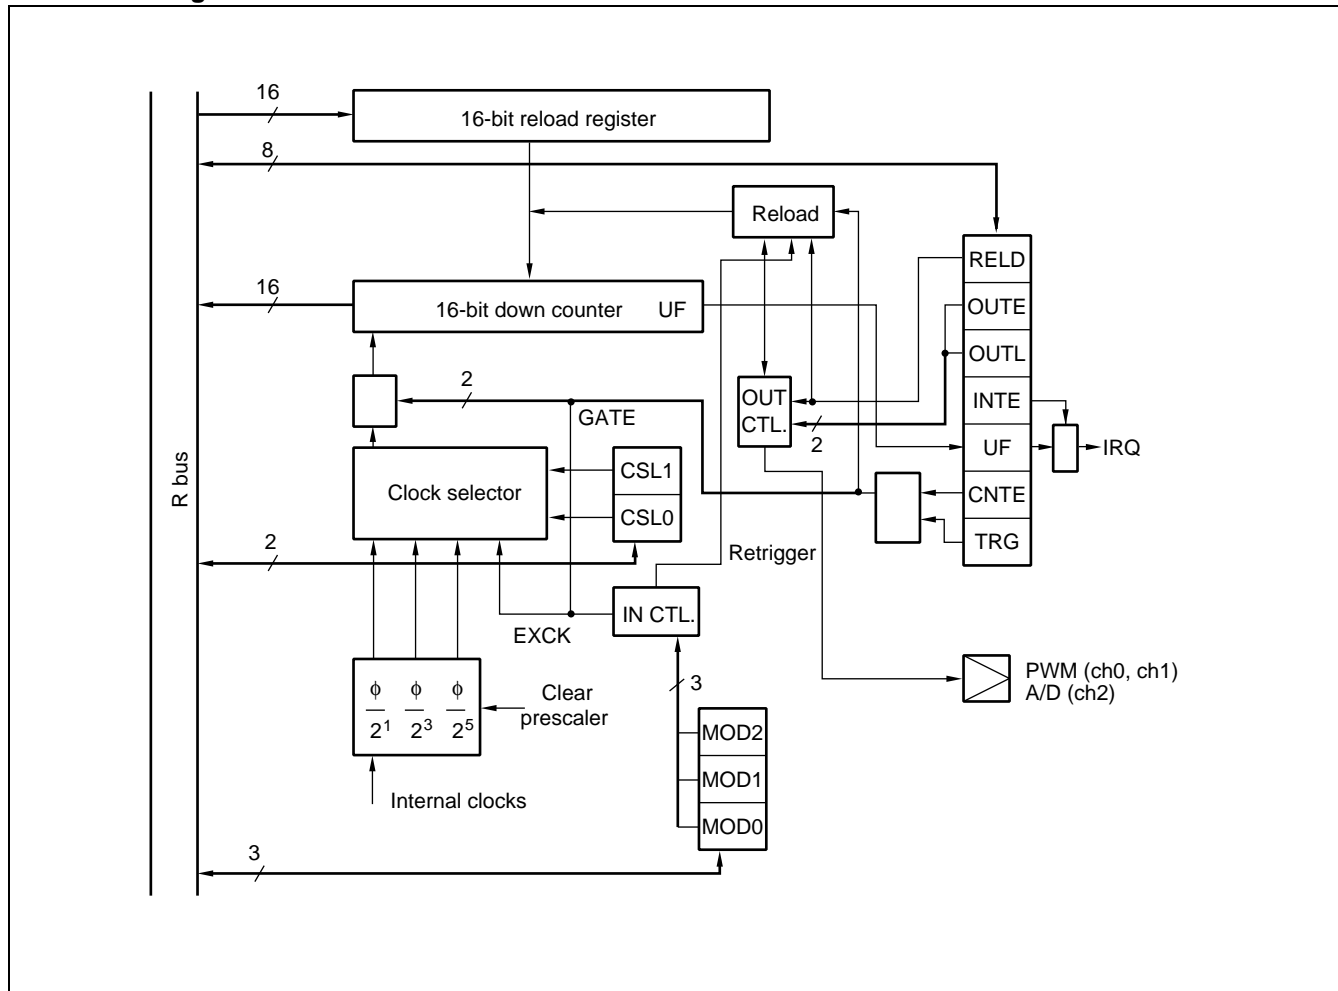 16
16-bit reload register
8
Reload
RELD
16
16-bit down counter UF
OUTE
OUTL
2
OUT
CTL.
INTE
GATE
2
UF
IRQ
R bus
Clock selector
CSL1
CSL0
CNTE
TRG
2
Retrigger
IN CTL.
EXCK
3
PWM (ch0, ch1)
A/D (ch2)
ϕ ϕ ϕ
2¹ 2³ 2⁵
Clear
prescaler
MOD2
MOD1
MOD0
Internal clocks
3